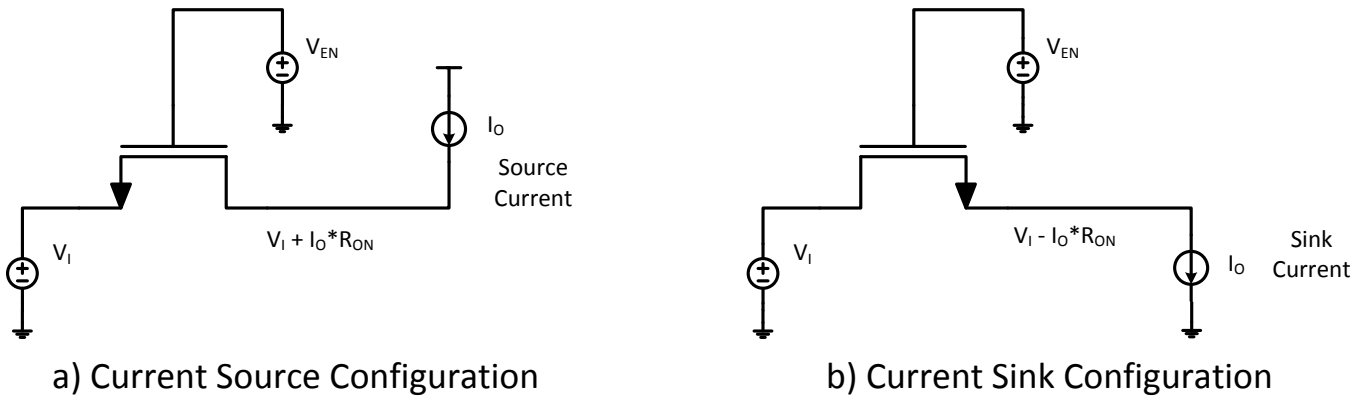 V_EN
I_O
Source
Current
V_I + I_O*R_ON
V_I
a) Current Source Configuration
V_EN
V_I - I_O*R_ON
V_I
I_O
Sink
Current
b) Current Sink Configuration